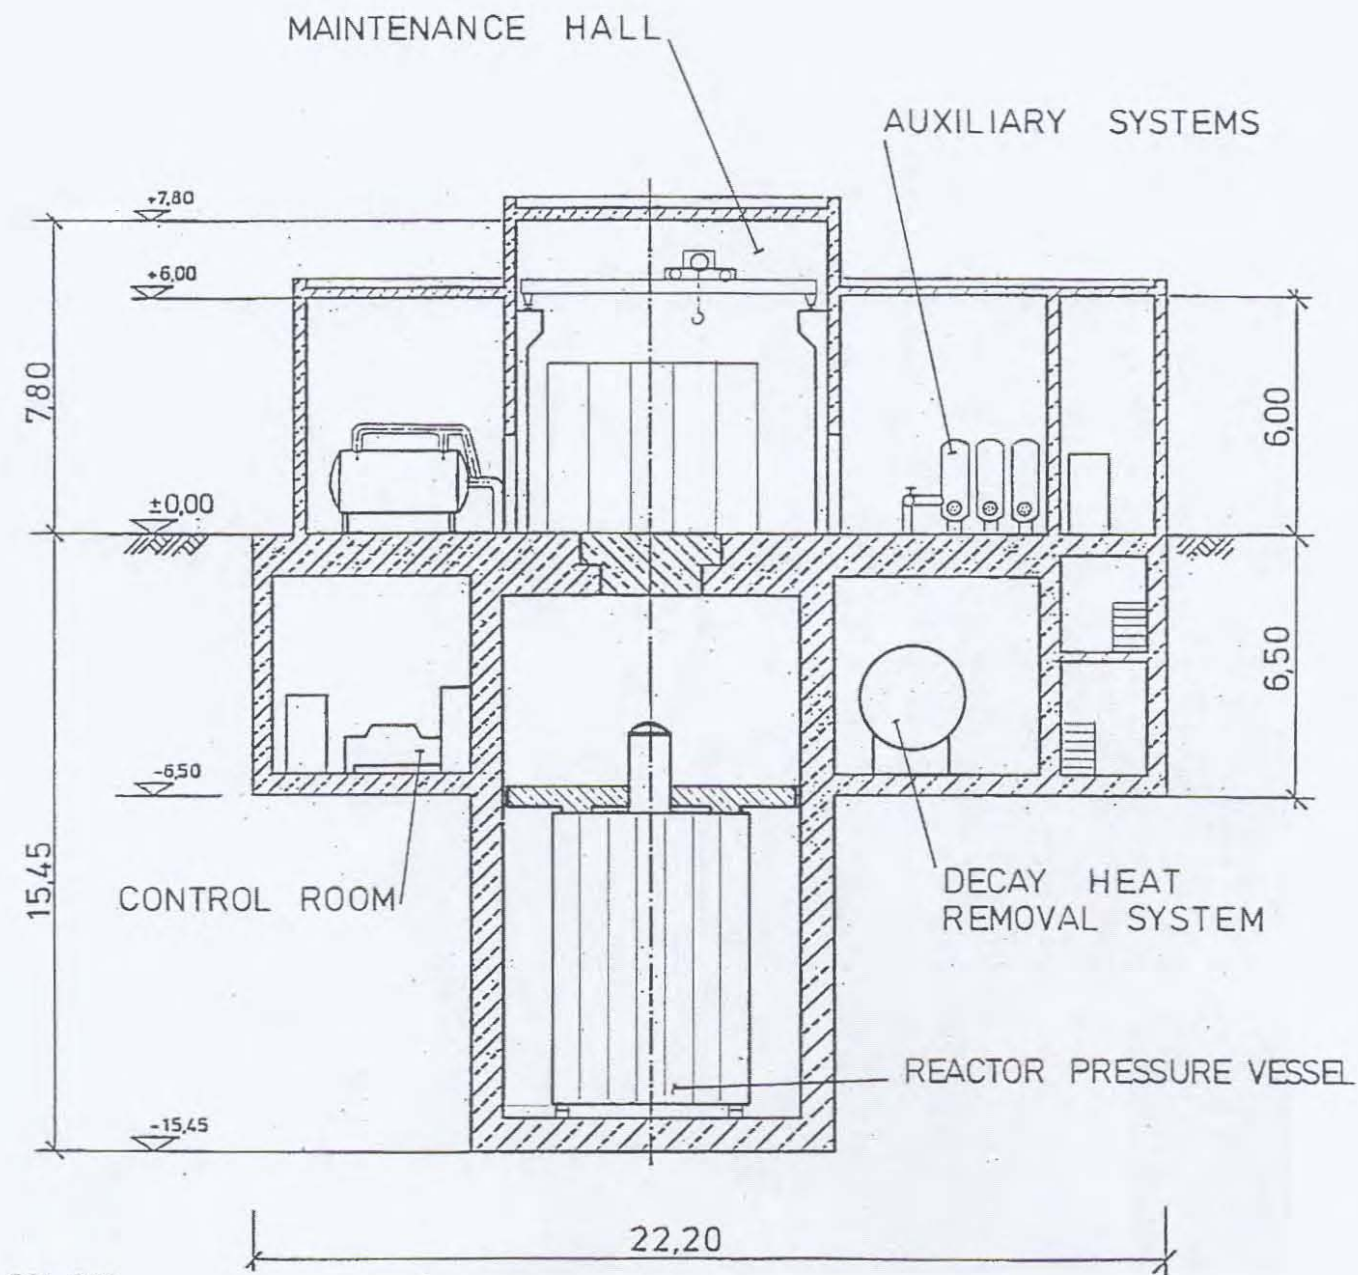 MAINTENANCE HALL
AUXILIARY SYSTEMS
+7,80
+6,00
7,80
6,00
±0,00
6,50
-6,50
15,45
CONTROL ROOM
DECAY HEAT
REMOVAL SYSTEM
REACTOR PRESSURE VESSEL
-15,45
22,20